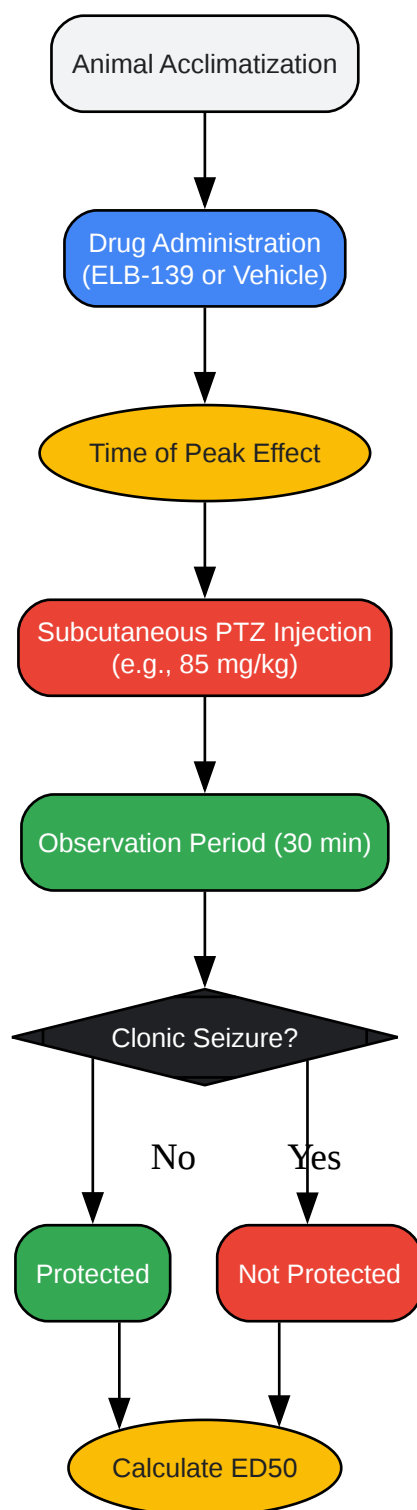 Animal Acclimatization
Drug Administration
(ELB-139 or Vehicle)
Time of Peak Effect
Subcutaneous PTZ Injection
(e.g., 85 mg/kg)
Observation Period (30 min)
Clonic Seizure?
No
Yes
Protected
Not Protected
Calculate ED50